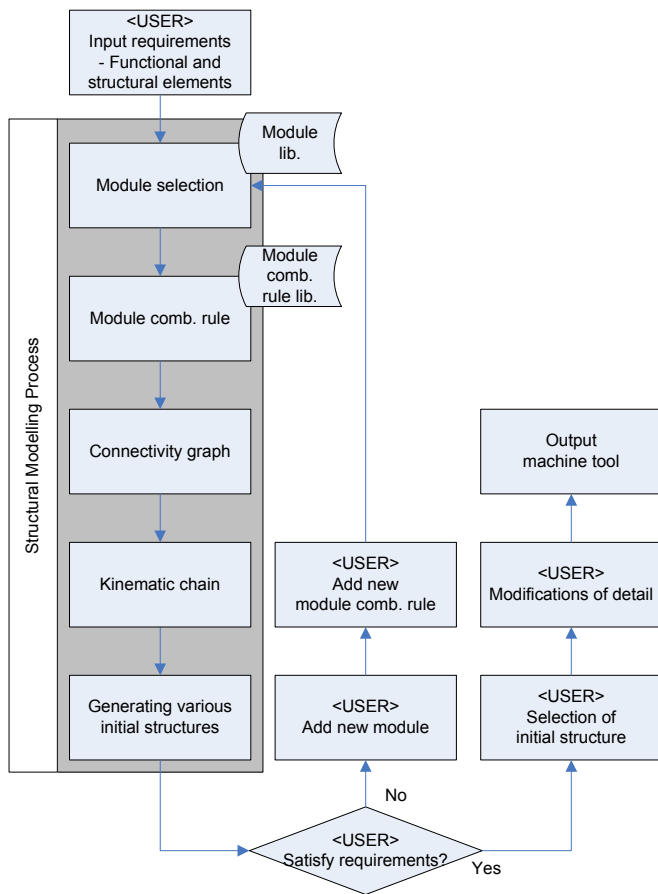 <USER>
Input requirements
- Functional and
structural elements
Structural Modelling Process
Module
lib.
Module selection
Module
comb.
rule lib.
Module comb. rule
Connectivity graph
Kinematic chain
Generating various
initial structures
<USER>
Satisfy requirements?
No
<USER>
Add new module
<USER>
Add new
module comb. rule
Yes
<USER>
Selection of
initial structure
<USER>
Modifications of detail
Output
machine tool